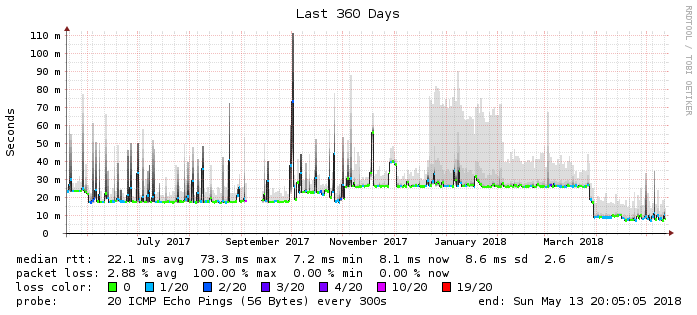 Last 360 Days
RRDTOOL / TOBI OETIKER
Seconds
110 m
100 m
90 m
80 m
70 m
60 m
50 m
40 m
30 m
20 m
10 m
0
July 2017 September 2017 November 2017 January 2018 March 2018
median rtt: 22.1 ms avg 73.3 ms max 7.2 ms min 8.1 ms now 8.6 ms sd 2.6 am/s
packet loss: 2.88 % avg 100.00 % max 0.00 % min 0.00 % now
loss color: 0 1/20 2/20 3/20 4/20 10/20 19/20
probe: 20 ICMP Echo Pings (56 Bytes) every 300s end: Sun May 13 20:05:05 2018